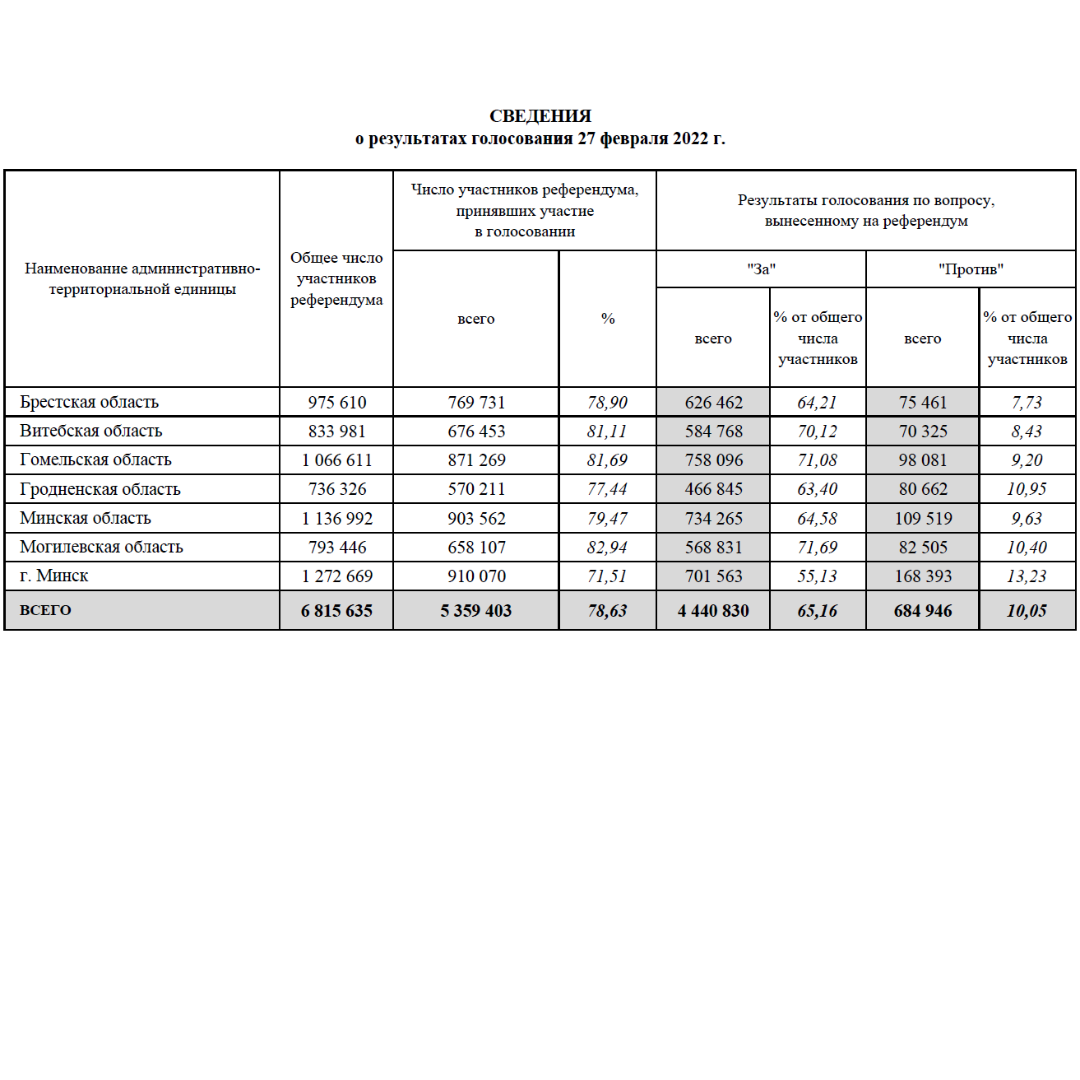 СВЕДЕНИЯ
о результатах голосования 27 февраля 2022 г.
Наименование административно-
территориальной единицы
Общее число
участников
референдума
Число участников референдума,
принявших участие
в голосовании
Результаты голосования по вопросу,
вынесенному на референдум
всего
%
"За"
"Против"
всего
% от общего
числа
участников
всего
% от общего
числа
участников
Брестская область 975 610 769 731 78,90 626 462 64,21 75 461 7,73
Витебская область 833 981 676 453 81,11 584 768 70,12 70 325 8,43
Гомельская область 1 066 611 871 269 81,69 758 096 71,08 98 081 9,20
Гродненская область 736 326 570 211 77,44 466 845 63,40 80 662 10,95
Минская область 1 136 992 903 562 79,47 734 265 64,58 109 519 9,63
Могилевская область 793 446 658 107 82,94 568 831 71,69 82 505 10,40
г. Минск 1 272 669 910 070 71,51 701 563 55,13 168 393 13,23
ВСЕГО 6 815 635 5 359 403 78,63 4 440 830 65,16 684 946 10,05